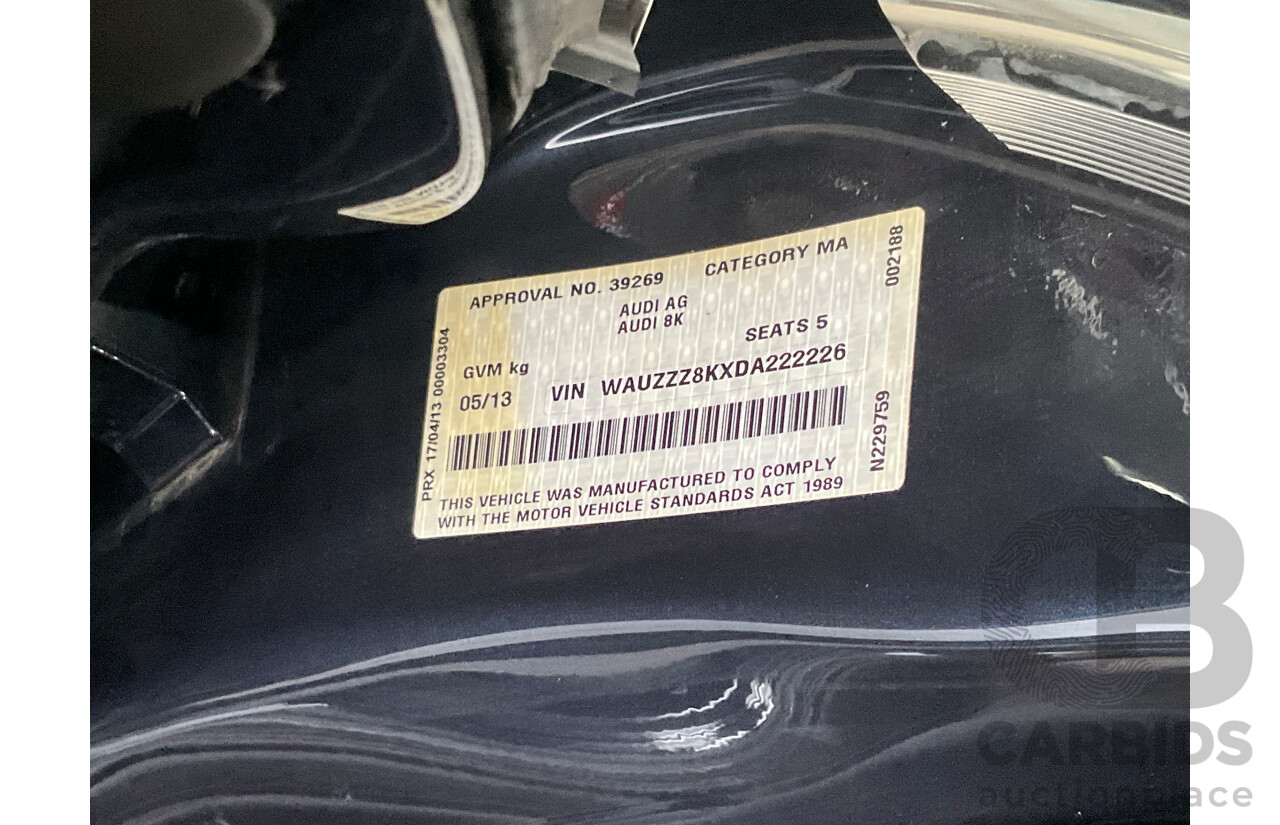 APPROVAL NO. 39269 CATEGORY MA
AUDI AG
AUDI 8K
SEATS 5
GVM kg
05/13 VIN WAUZZZ8KXDA222226
THIS VEHICLE WAS MANUFACTURED TO COMPLY
WITH THE MOTOR VEHICLE STANDARDS ACT 1989
PRX 17/04/13 00003304
002188
N229759
CARBIDS
auctionplace